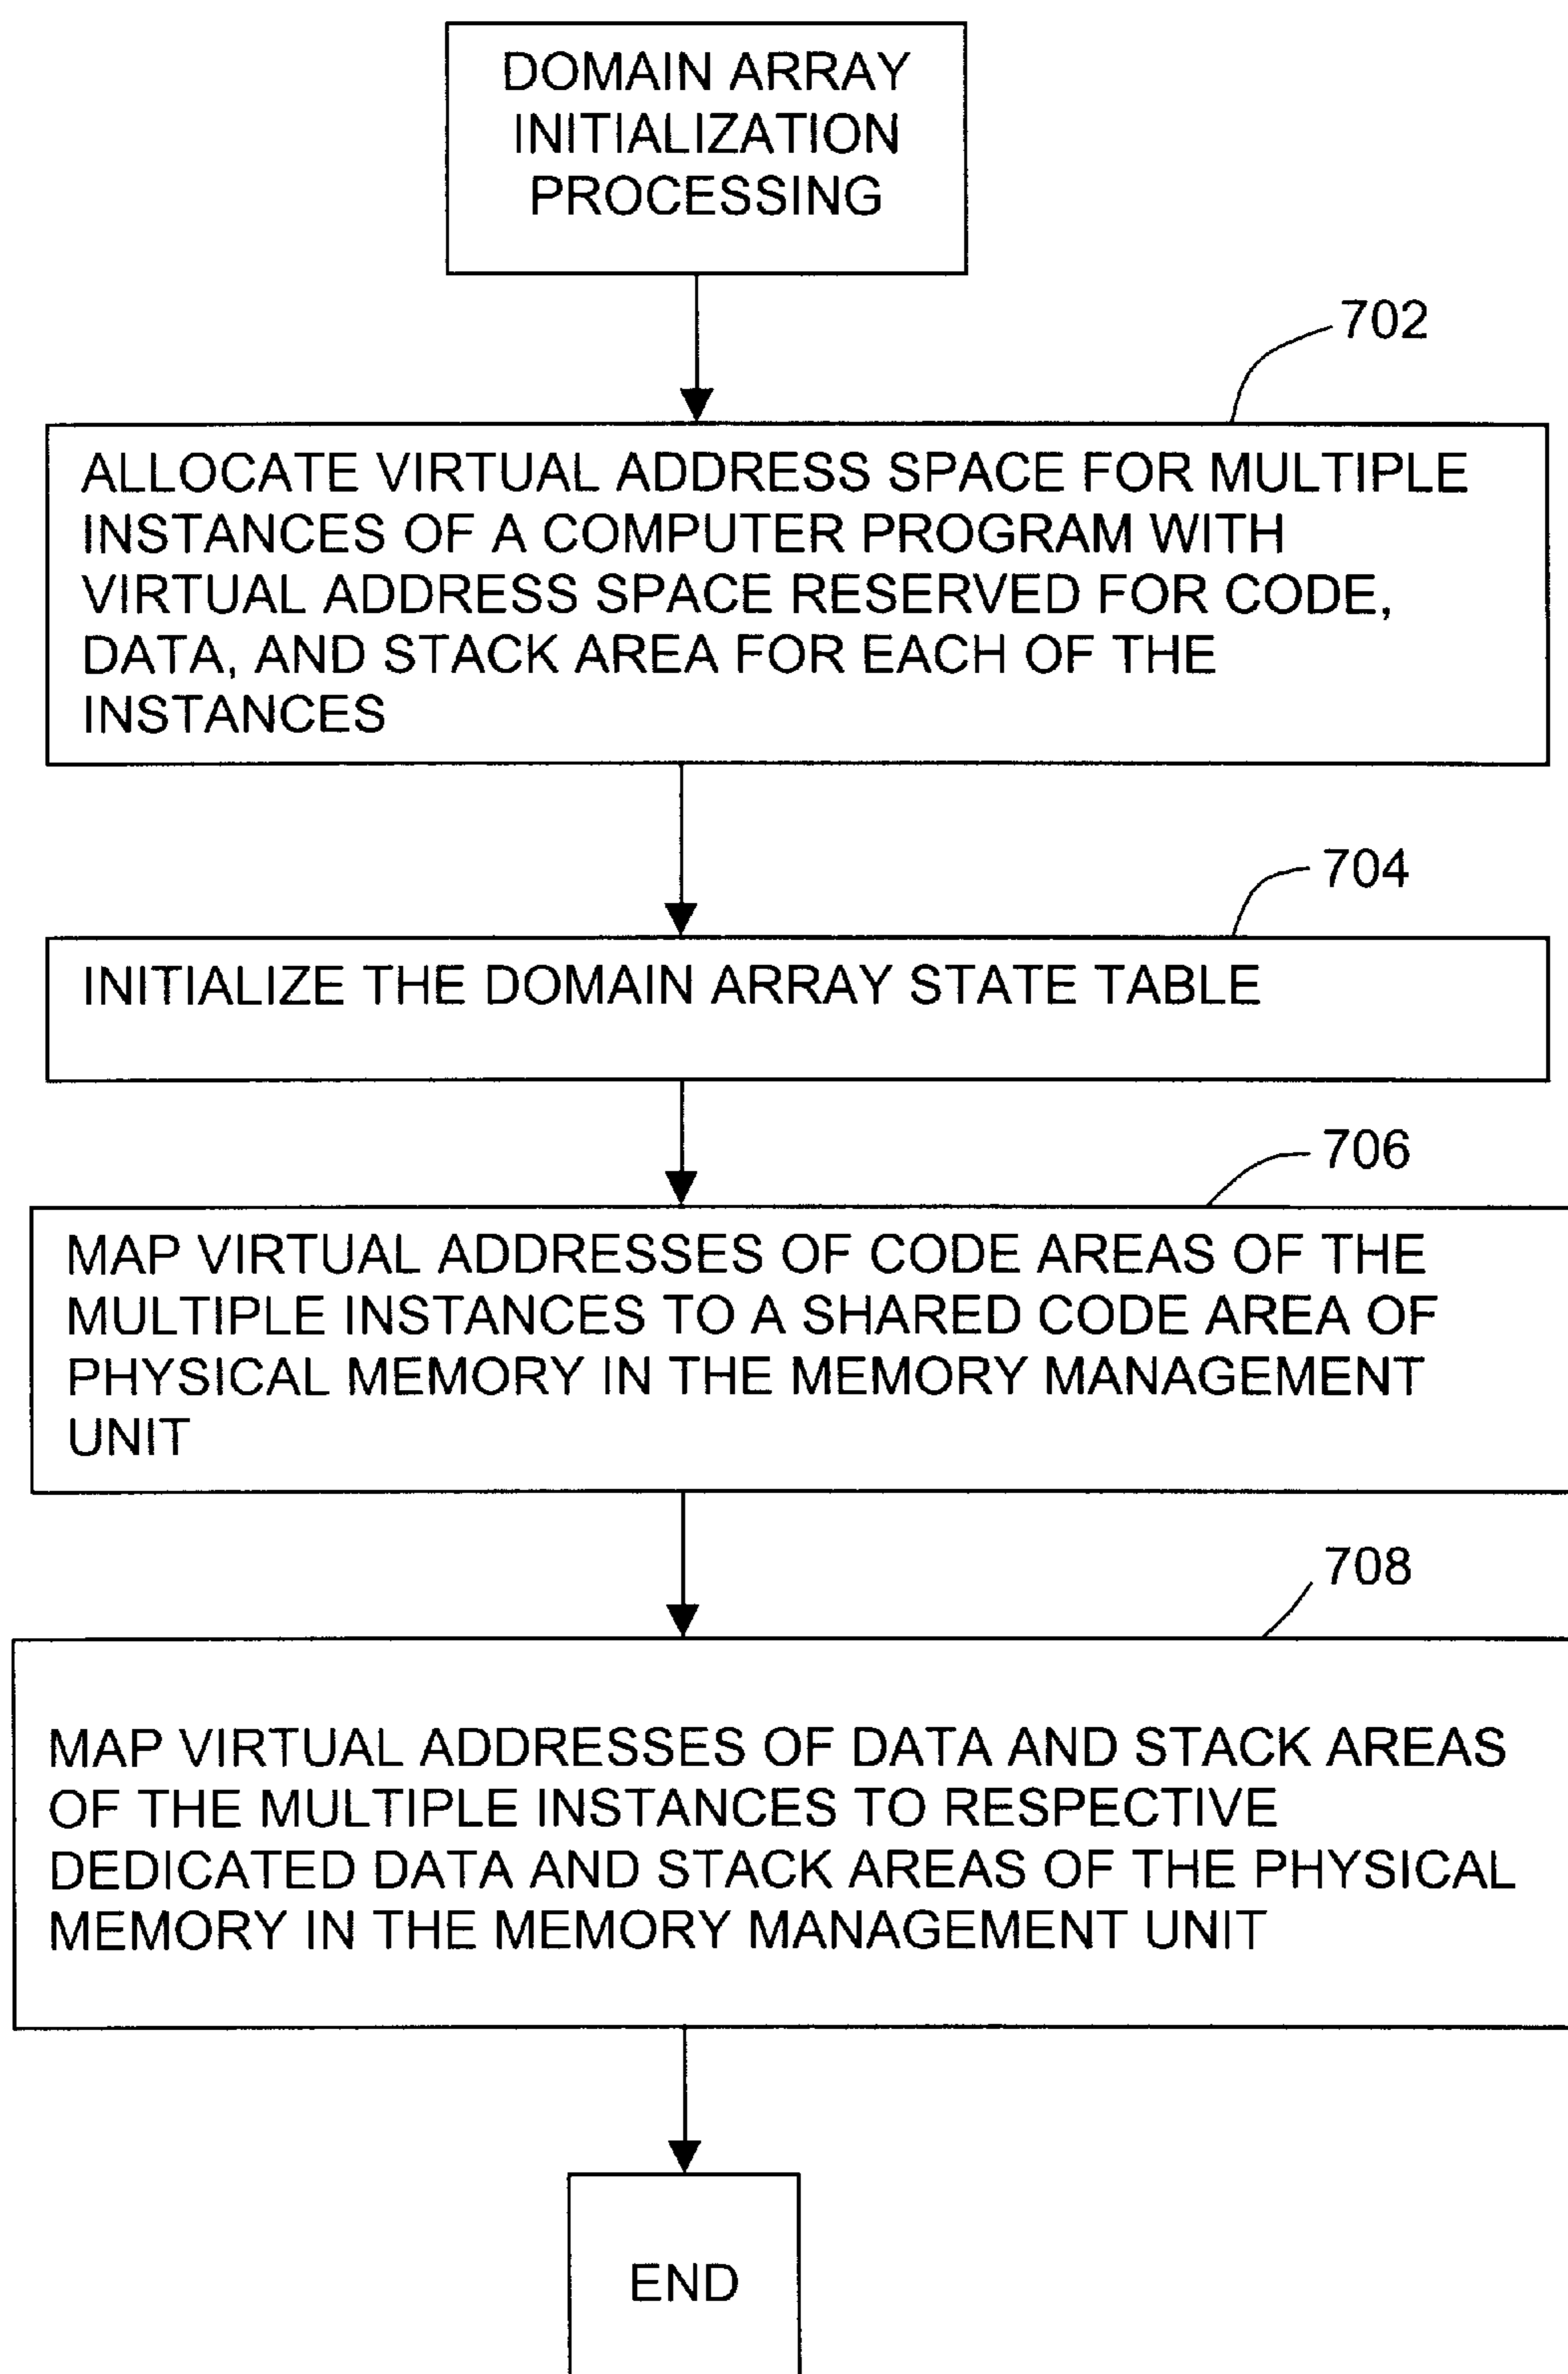 DOMAIN ARRAY
INITIALIZATION
PROCESSING
702
ALLOCATE VIRTUAL ADDRESS SPACE FOR MULTIPLE
INSTANCES OF A COMPUTER PROGRAM WITH
VIRTUAL ADDRESS SPACE RESERVED FOR CODE,
DATA, AND STACK AREA FOR EACH OF THE
INSTANCES
704
INITIALIZE THE DOMAIN ARRAY STATE TABLE
706
MAP VIRTUAL ADDRESSES OF CODE AREAS OF THE
MULTIPLE INSTANCES TO A SHARED CODE AREA OF
PHYSICAL MEMORY IN THE MEMORY MANAGEMENT
UNIT
708
MAP VIRTUAL ADDRESSES OF DATA AND STACK AREAS
OF THE MULTIPLE INSTANCES TO RESPECTIVE
DEDICATED DATA AND STACK AREAS OF THE PHYSICAL
MEMORY IN THE MEMORY MANAGEMENT UNIT
END